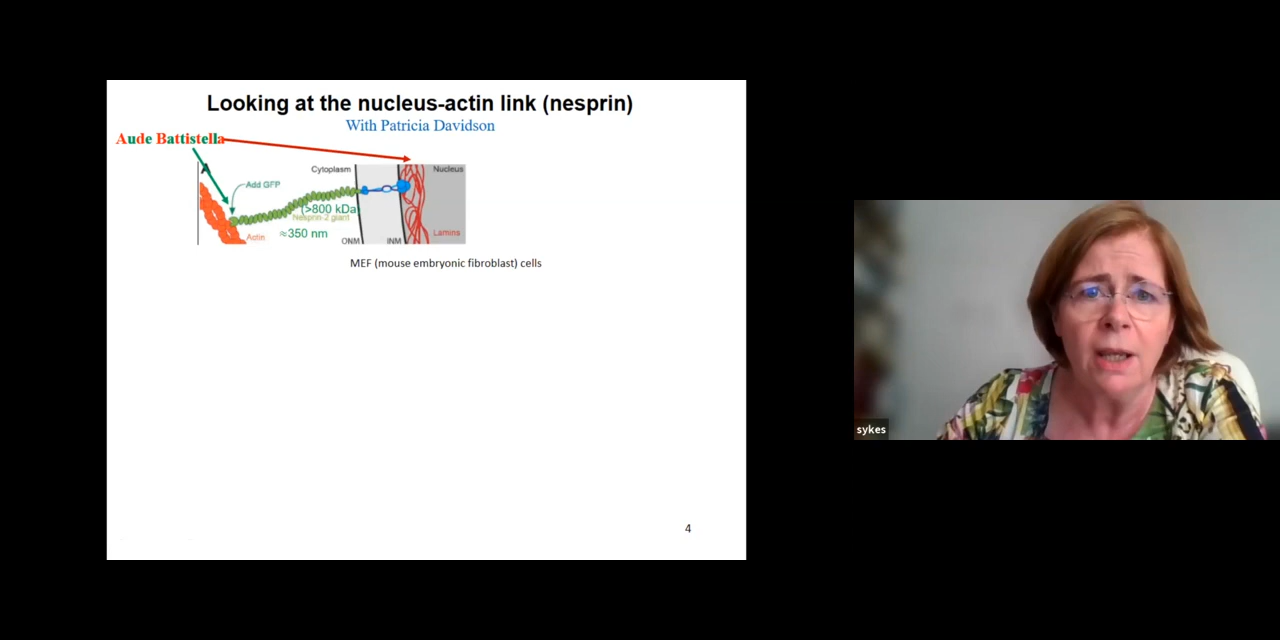 Looking at the nucleus-actin link (nesprin)
With Patricia Davidson
Aude Battistella
A
Cytoplasm
Nucleus
Add GFP
(>800 kDa)
Nesprin-2 giant
Actin
≈350 nm
ONM
INM
Lamins
MEF (mouse embryonic fibroblast) cells
4
sykes